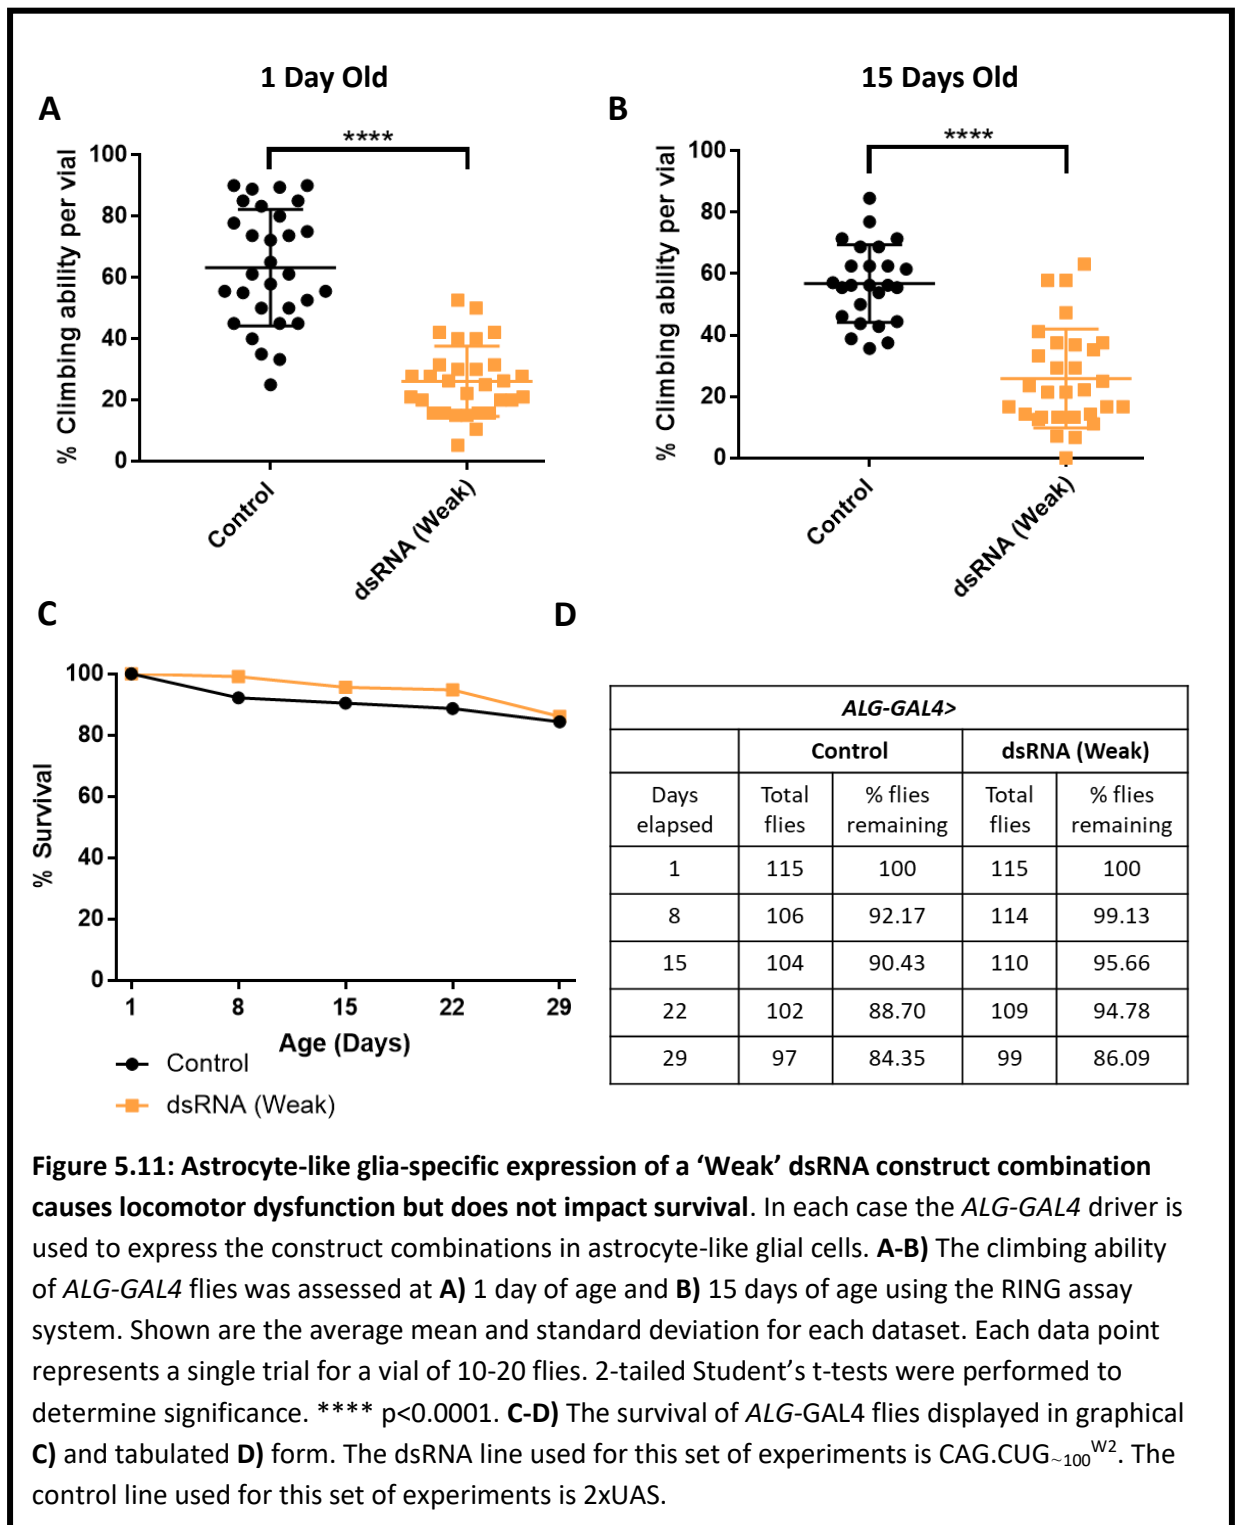 1 Day Old
15 Days Old
A
B
****
****
% Climbing ability per vial
100
80
60
40
20
0
Control
dsRNA (Weak)
% Climbing ability per vial
100
80
60
40
20
0
Control
dsRNA (Weak)
C
D
% Survival
100
80
60
40
20
0
1 8 15 22 29
Age (Days)
Control
dsRNA (Weak)
ALG-GAL4>
Control dsRNA (Weak)
Days elapsed Total flies % flies remaining Total flies % flies remaining
1 115 100 115 100
8 106 92.17 114 99.13
15 104 90.43 110 95.66
22 102 88.70 109 94.78
29 97 84.35 99 86.09
Figure 5.11: Astrocyte-like glia-specific expression of a ‘Weak’ dsRNA construct combination
causes locomotor dysfunction but does not impact survival. In each case the ALG-GAL4 driver is
used to express the construct combinations in astrocyte-like glial cells. A-B) The climbing ability
of ALG-GAL4 flies was assessed at A) 1 day of age and B) 15 days of age using the RING assay
system. Shown are the average mean and standard deviation for each dataset. Each data point
represents a single trial for a vial of 10-20 flies. 2-tailed Student’s t-tests were performed to
determine significance. **** p<0.0001. C-D) The survival of ALG-GAL4 flies displayed in graphical
C) and tabulated D) form. The dsRNA line used for this set of experiments is CAG.CUG~100W2. The
control line used for this set of experiments is 2xUAS.